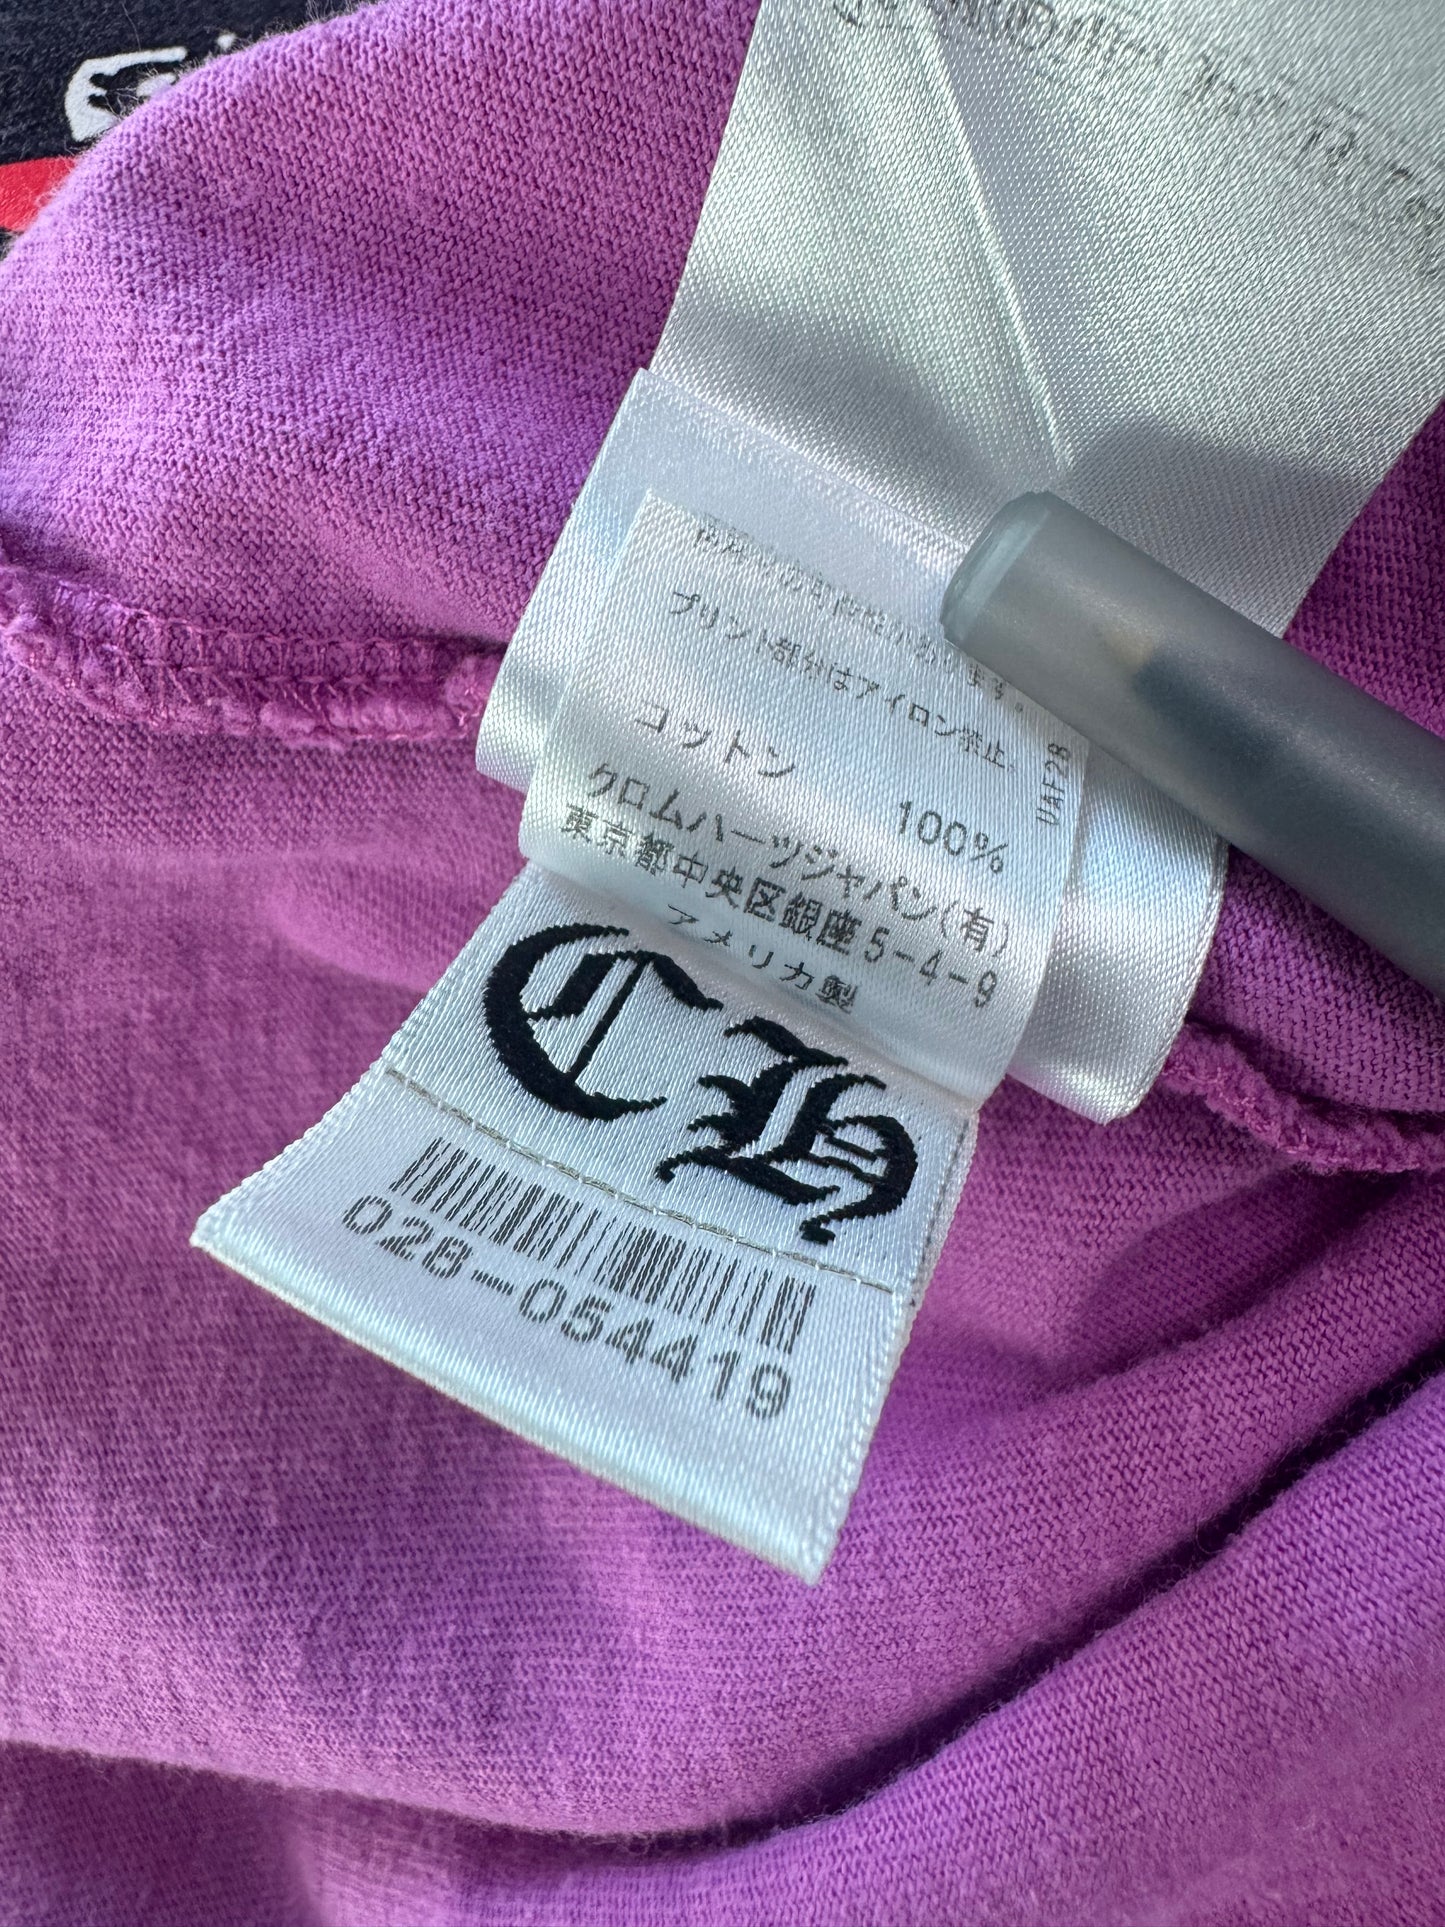 プリント部分はアイロン禁止。
コットン 100%
UAF28
クロムハーツジャパン(有)
東京都中央区銀座5-4-9
アメリカ製
CH
028-054419